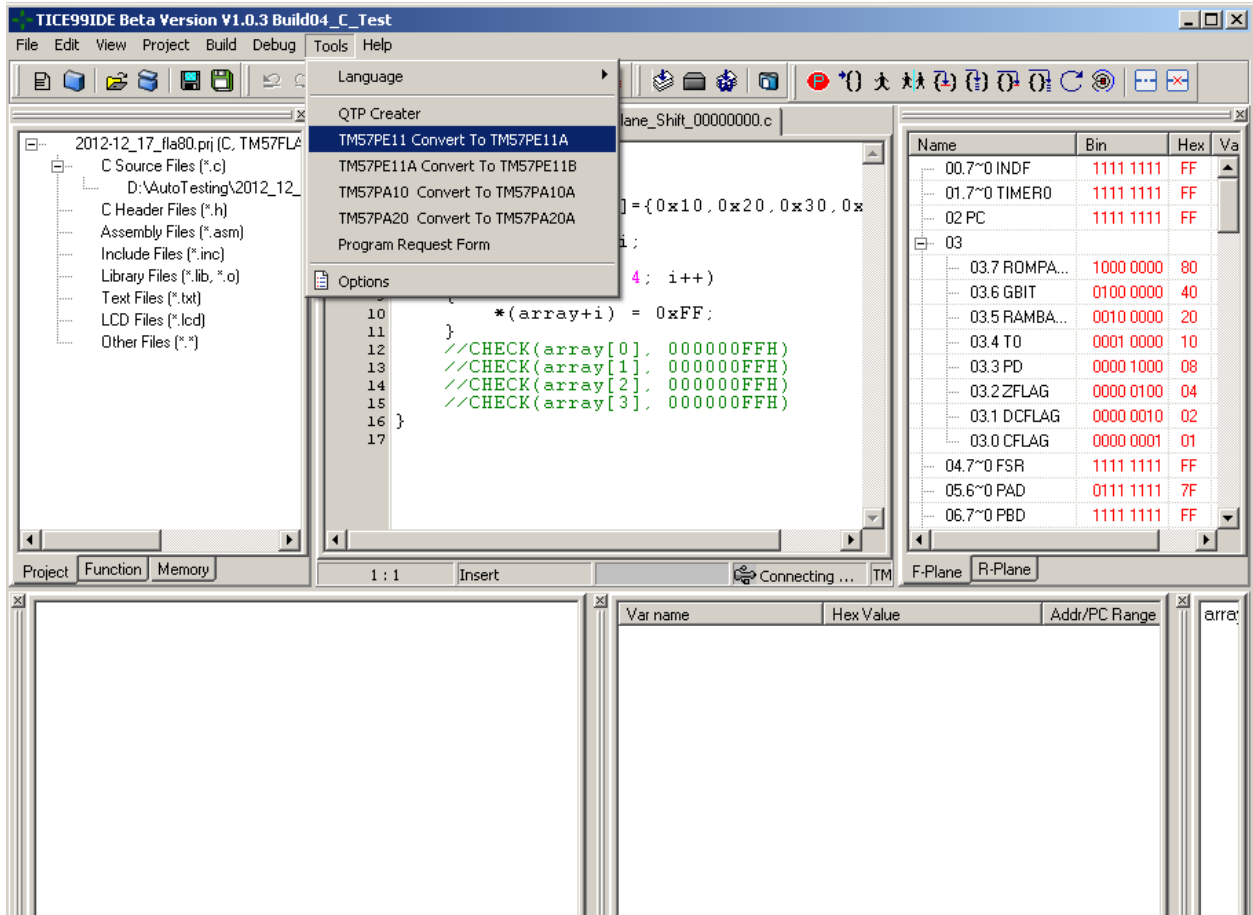 TICE99IDE Beta Version V1.0.3 Build04_C_Test
File Edit View Project Build Debug Tools Help
Language
QTP Creater
TM57PE11 Convert To TM57PE11A
TM57PE11A Convert To TM57PE11B
TM57PA10 Convert To TM57PA10A
TM57PA20 Convert To TM57PA20A
Program Request Form
Options
2012-12_17_fla80.prj (C, TM57FLA
C Source Files (*.c)
D:\AutoTesting\2012_12_
C Header Files (*.h)
Assembly Files (*.asm)
Include Files (*.inc)
Library Files (*.lib, *.o)
Text Files (*.txt)
LCD Files (*.lcd)
Other Files (*.*)
Project Function Memory
lane_Shift_00000000.c
]={0x10,0x20,0x30,0x
i;
4; i++)
10 *(array+i) = 0xFF;
11 }
12 //CHECK(array[0], 000000FFH)
13 //CHECK(array[1], 000000FFH)
14 //CHECK(array[2], 000000FFH)
15 //CHECK(array[3], 000000FFH)
16 }
17
1 : 1 Insert Connecting ... TM
Name Bin Hex Va
00.7~0 INDF 1111 1111 FF
01.7~0 TIMER0 1111 1111 FF
02 PC 1111 1111 FF
03
03.7 ROMPA... 1000 0000 80
03.6 GBIT 0100 0000 40
03.5 RAMBA... 0010 0000 20
03.4 TO 0001 0000 10
03.3 PD 0000 1000 08
03.2 ZFLAG 0000 0100 04
03.1 DCFLAG 0000 0010 02
03.0 CFLAG 0000 0001 01
04.7~0 FSR 1111 1111 FF
05.6~0 PAD 0111 1111 7F
06.7~0 PBD 1111 1111 FF
F-Plane R-Plane
Var name Hex Value Addr/PC Range
array